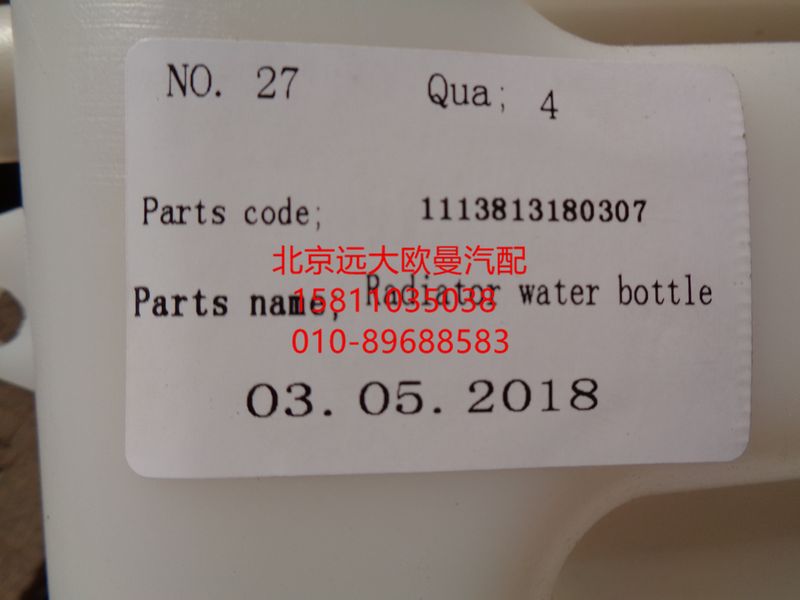 NO. 27 Qua; 4
Parts code; 1113813180307
北京远大欧曼汽配
Parts name; Radiator water bottle
15811035038
010-89688583
03. 05. 2018